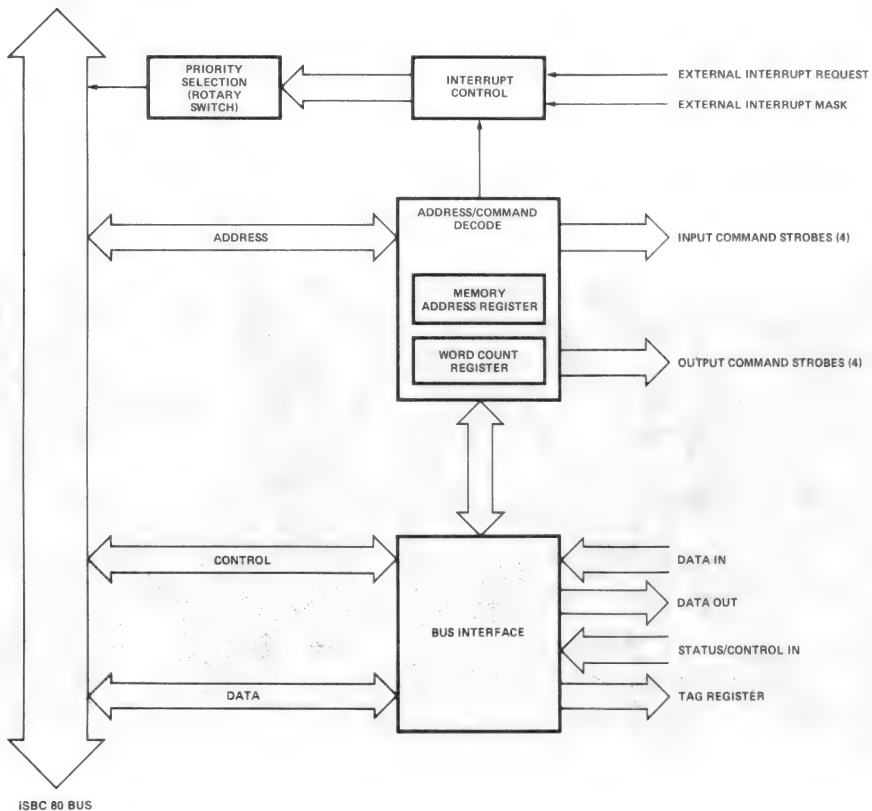 PRIORITY
SELECTION
(ROTARY
SWITCH)
INTERRUPT
CONTROL
EXTERNAL INTERRUPT REQUEST
EXTERNAL INTERRUPT MASK
ADDRESS/COMMAND
DECODE
ADDRESS
INPUT COMMAND STROBES (4)
MEMORY
ADDRESS REGISTER
WORD COUNT
REGISTER
OUTPUT COMMAND STROBES (4)
CONTROL
DATA IN
DATA OUT
BUS INTERFACE
STATUS/CONTROL IN
DATA
TAG REGISTER
iSBC 80 BUS